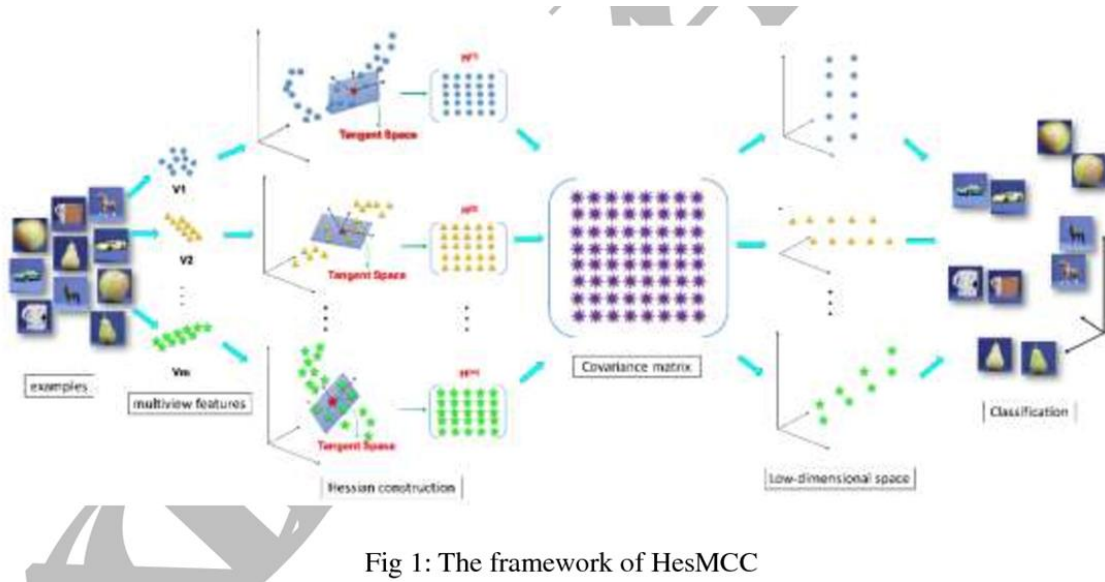 V1
V2
Vm
Tangent Space
Tangent Space
Tangent Space
examples
multiview features
Hessian construction
Covariance matrix
Low-dimensional space
Classification
Fig 1: The framework of HesMCC